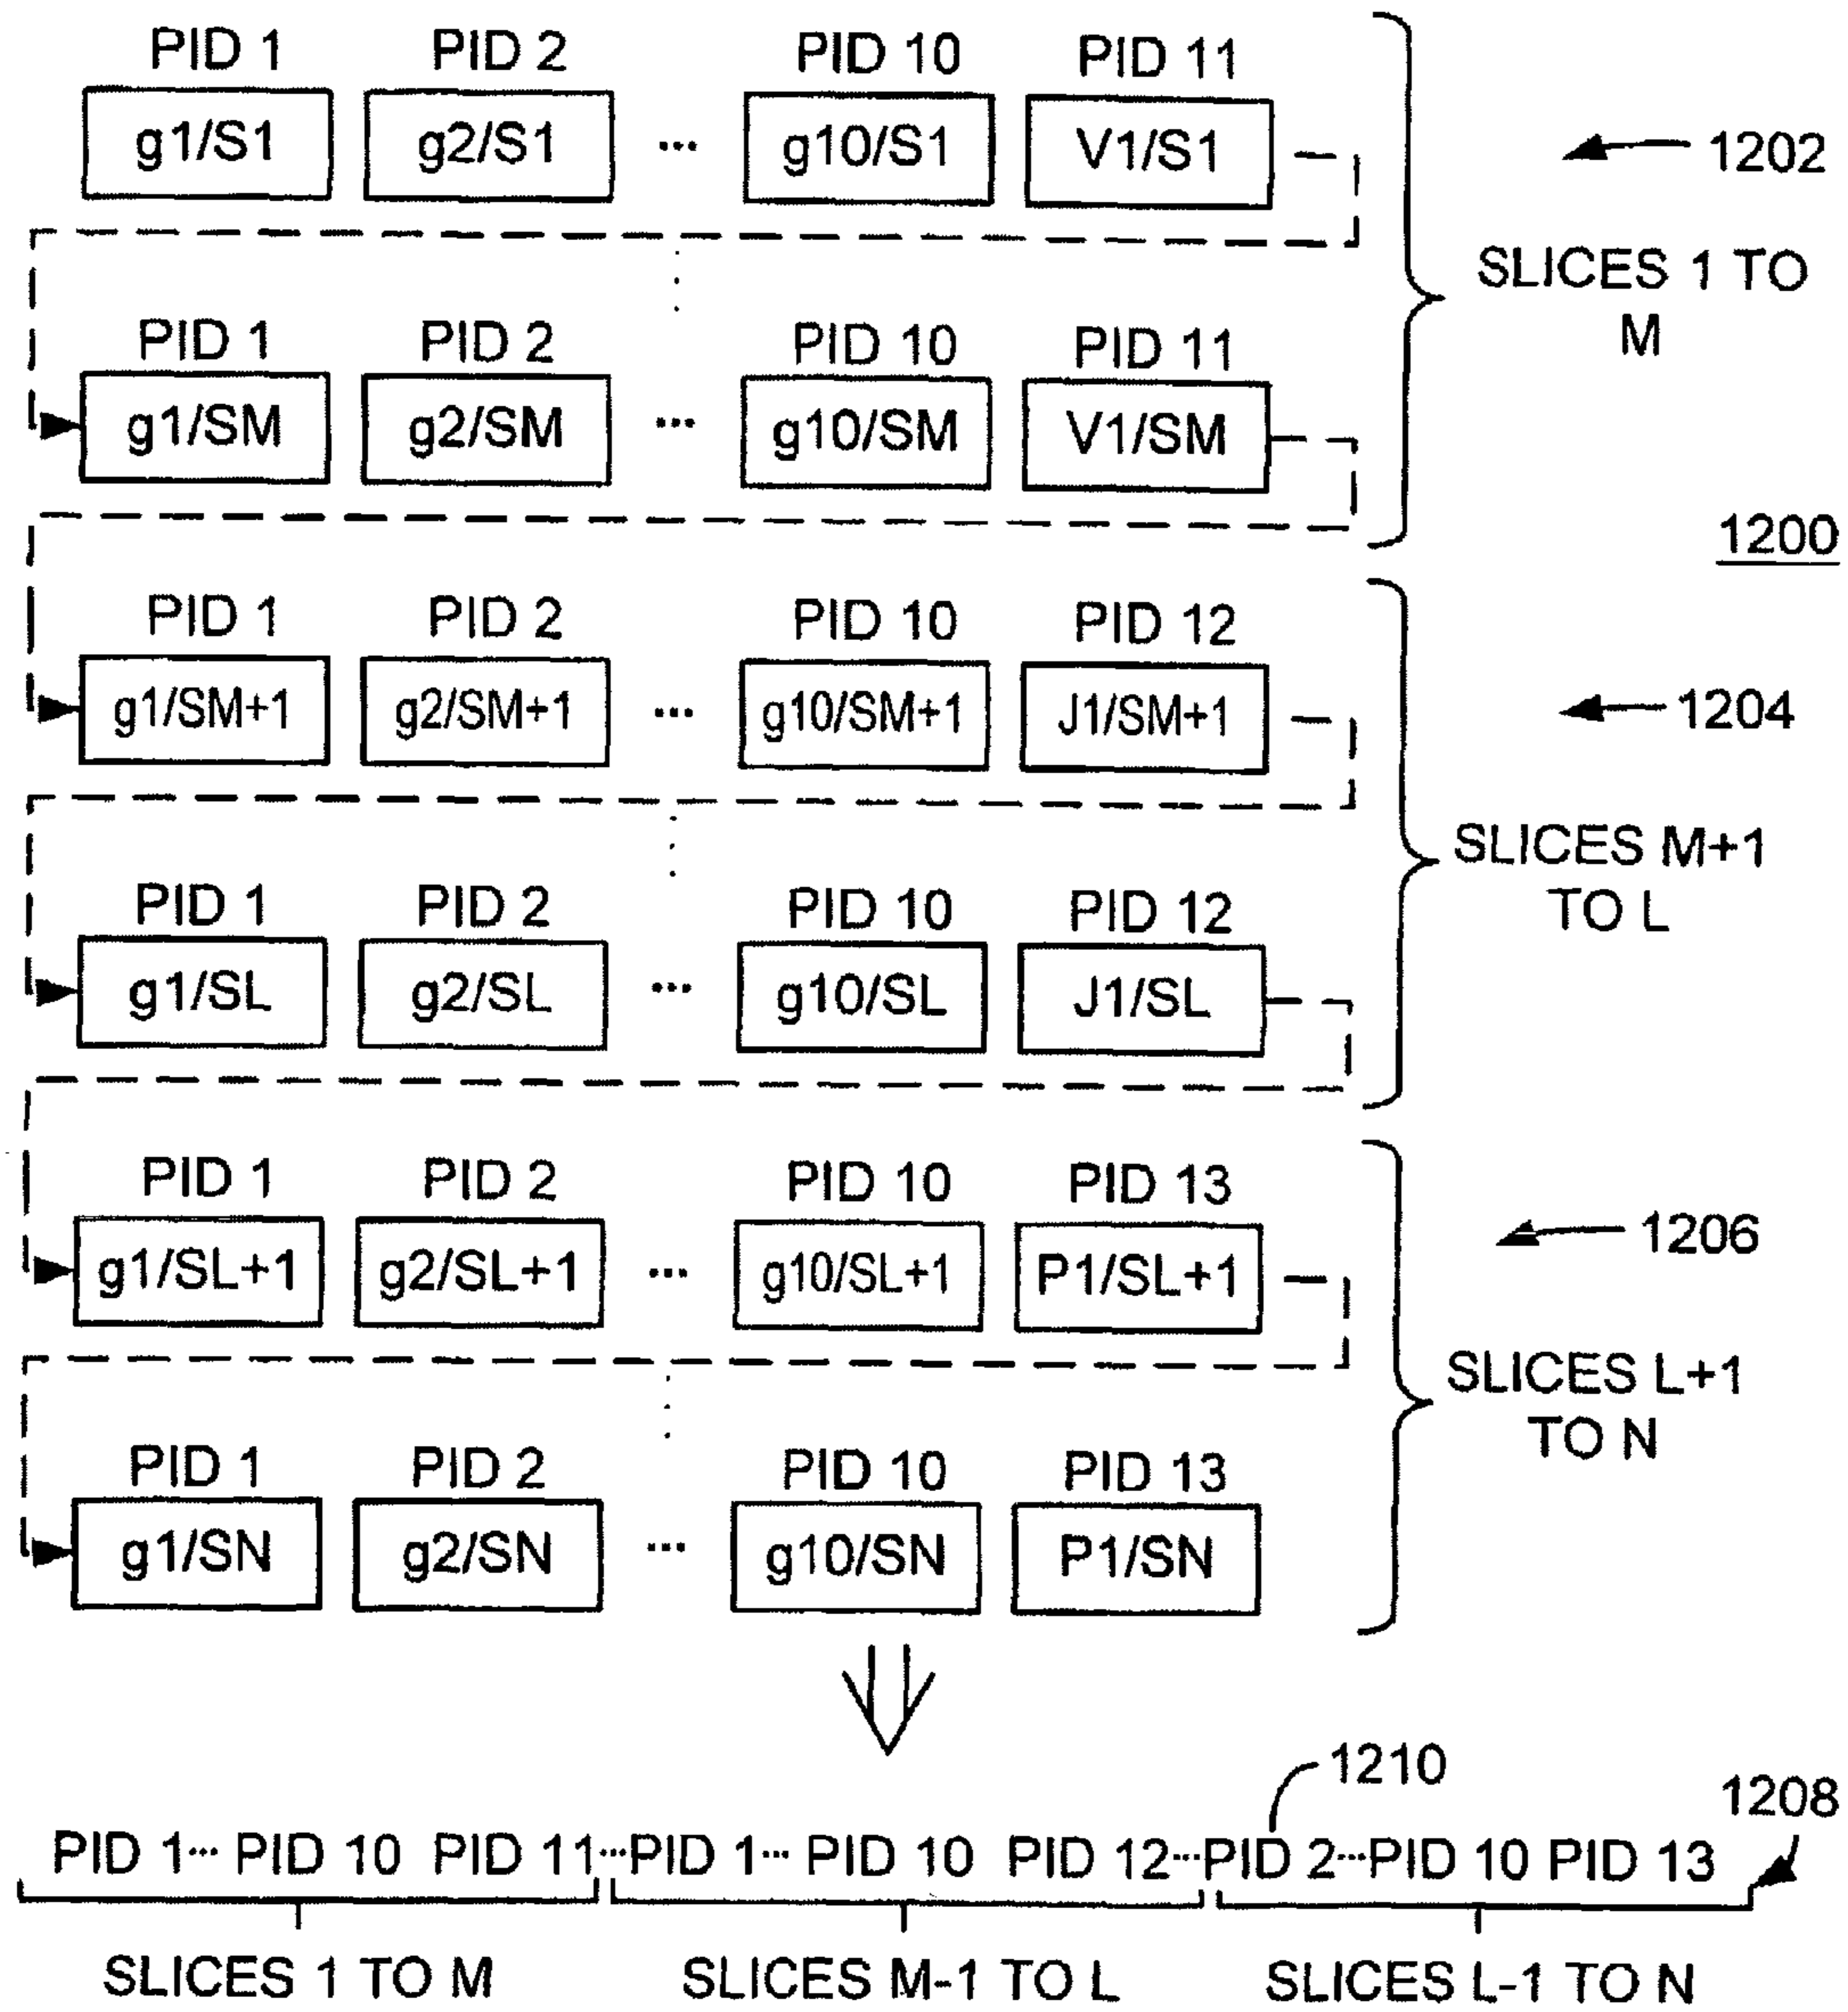 PID 1 PID 2 PID 10 PID 11
g1/S1 g2/S1 ... g10/S1 V1/S1
1202
SLICES 1 TO
M
PID 1 PID 2 PID 10 PID 11
g1/SM g2/SM ... g10/SM V1/SM
1200
PID 1 PID 2 PID 10 PID 12
g1/SM+1 g2/SM+1 ... g10/SM+1 J1/SM+1
1204
SLICES M+1
TO L
PID 1 PID 2 PID 10 PID 12
g1/SL g2/SL ... g10/SL J1/SL
PID 1 PID 2 PID 10 PID 13
g1/SL+1 g2/SL+1 ... g10/SL+1 P1/SL+1
1206
SLICES L+1
TO N
PID 1 PID 2 PID 10 PID 13
g1/SN g2/SN ... g10/SN P1/SN
1210
1208
PID 1... PID 10 PID 11...PID 1... PID 10 PID 12...PID 2...PID 10 PID 13
SLICES 1 TO M SLICES M-1 TO L SLICES L-1 TO N